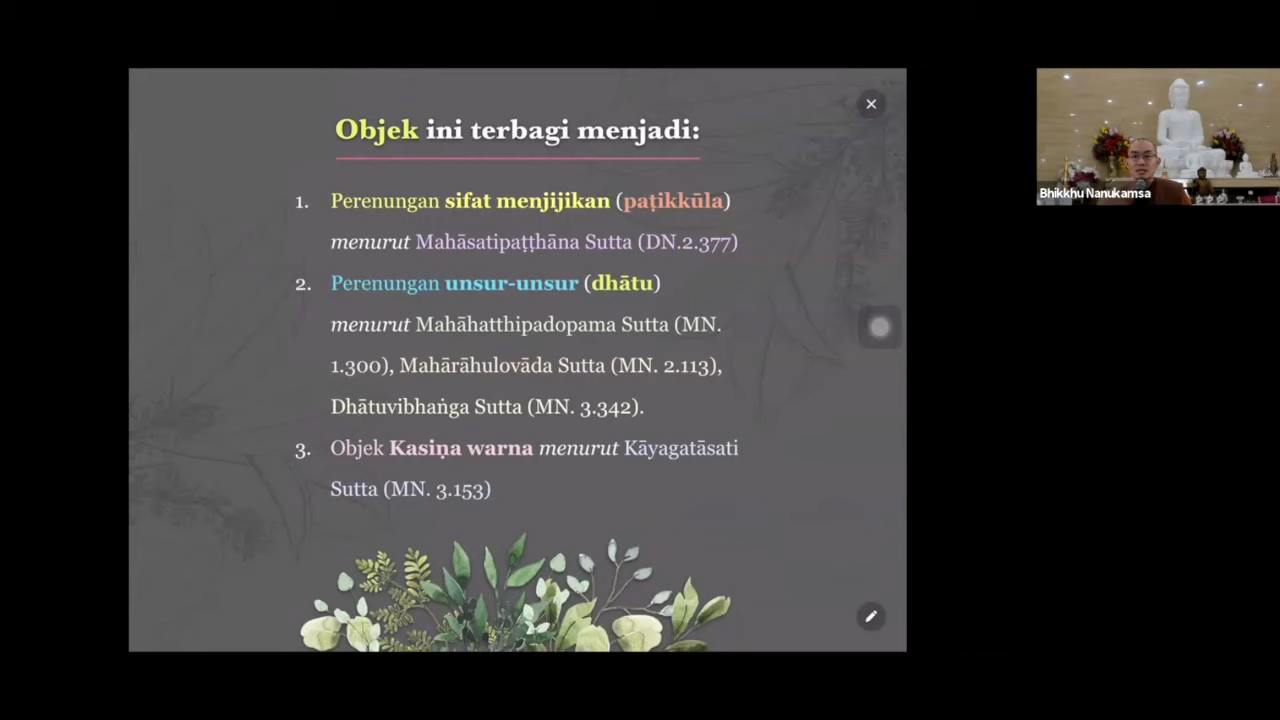 Objek ini terbagi menjadi:
1. Perenungan sifat menjijikan (paṭikkūla)
menurut Mahāsatipaṭṭhāna Sutta (DN.2.377)
2. Perenungan unsur-unsur (dhātu)
menurut Mahāhatthipadopama Sutta (MN.
1.300), Mahārāhulovāda Sutta (MN. 2.113),
Dhātuvibhaṅga Sutta (MN. 3.342).
3. Objek Kasiṇa warna menurut Kāyagatāsati
Sutta (MN. 3.153)
Bhikkhu Nanukamsa